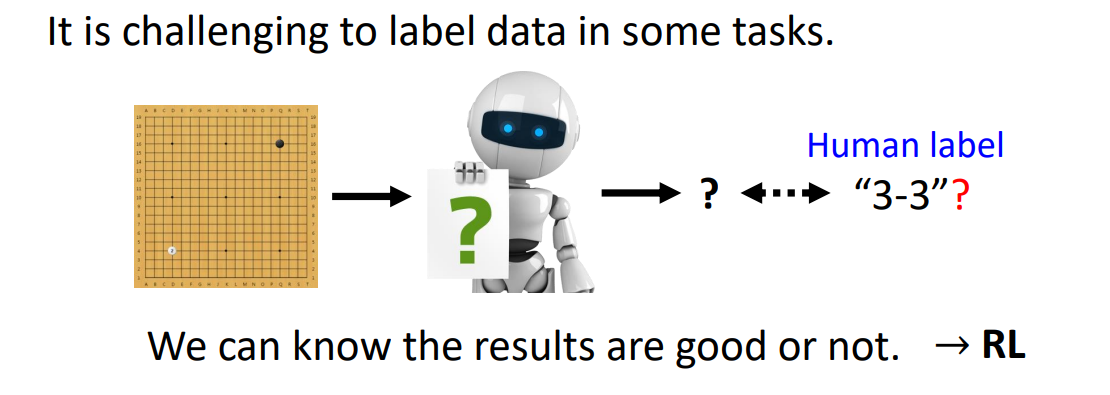 It is challenging to label data in some tasks.
A B C D E F G H J K L M N O P Q R S T
Human label
?
? “3-3”?
We can know the results are good or not. → RL